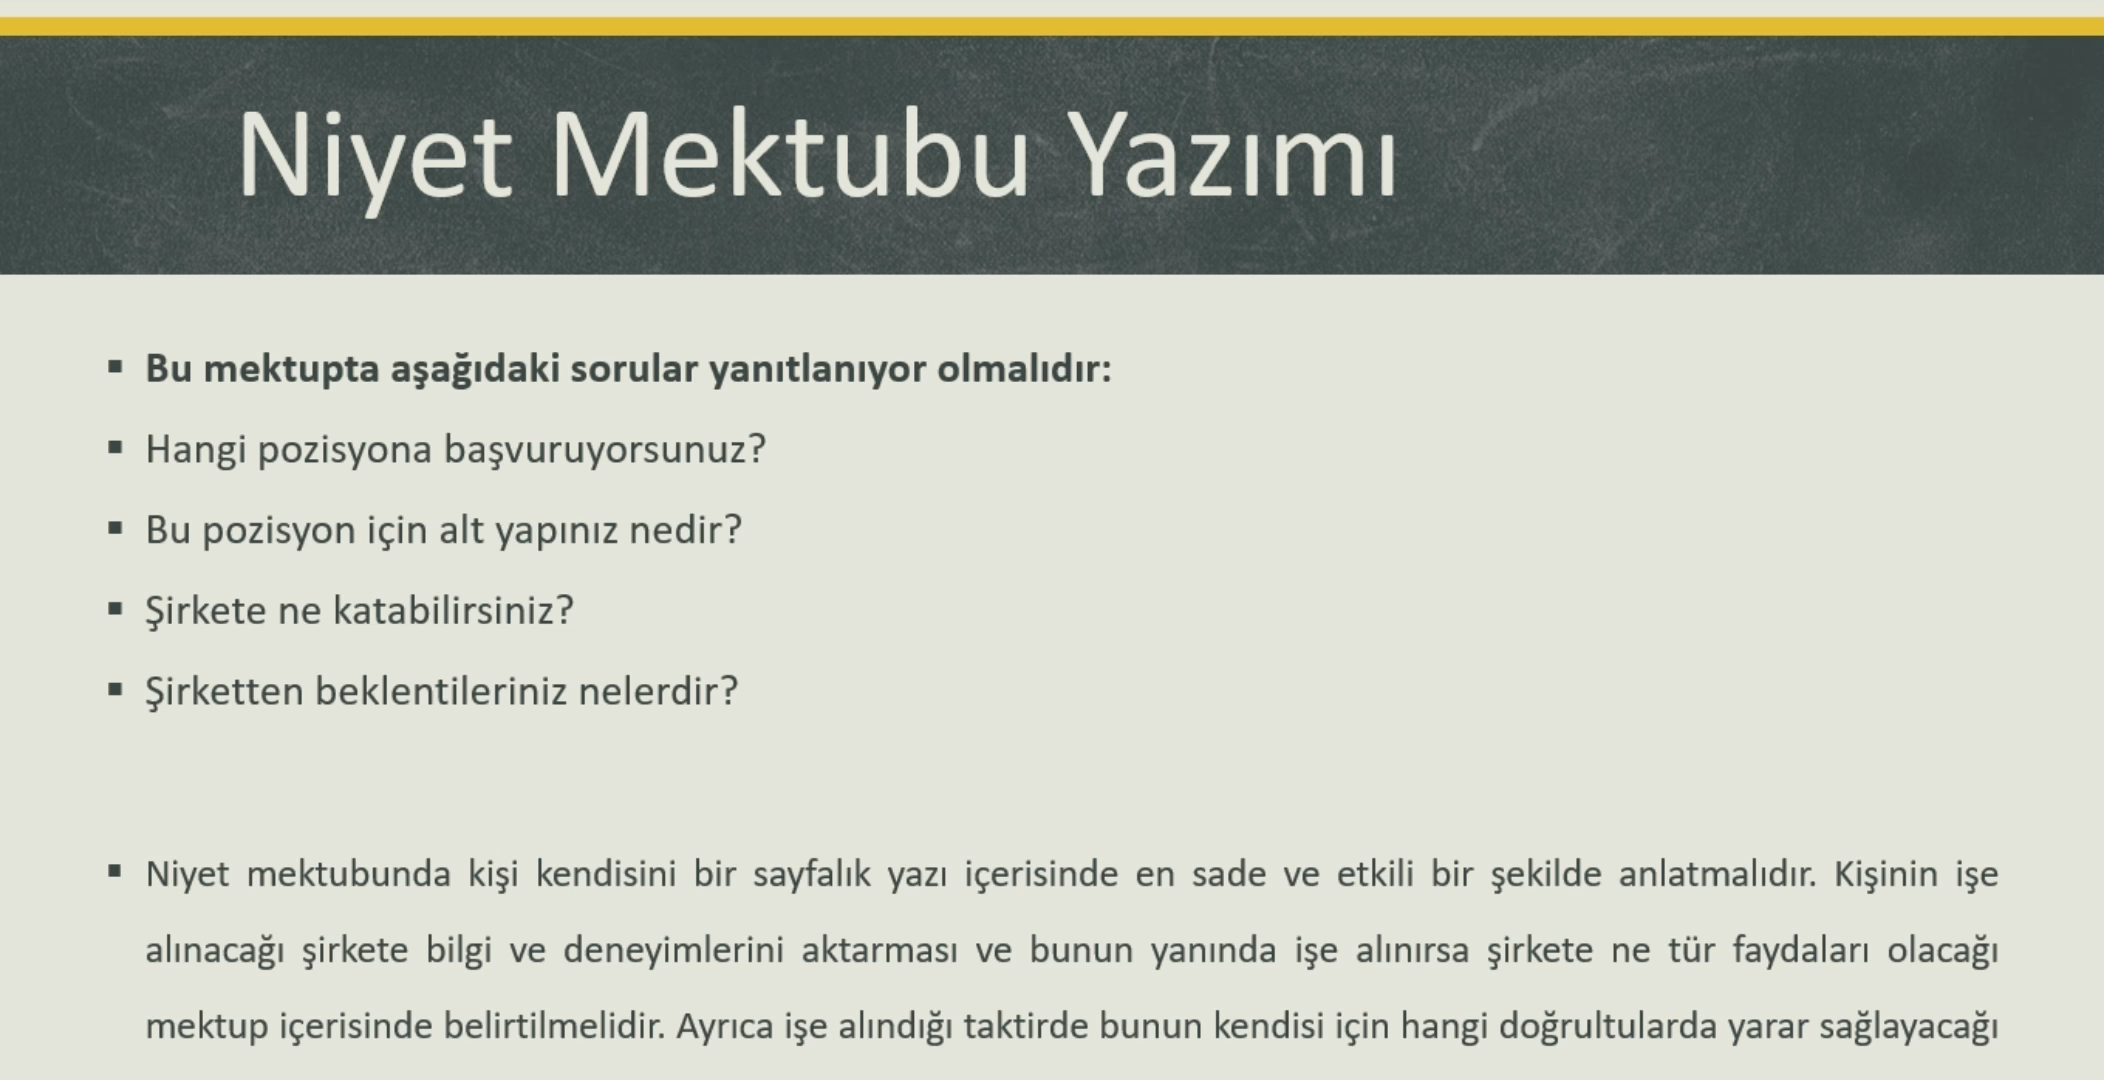 Niyet Mektubu Yazımı
▪ Bu mektupta aşağıdaki sorular yanıtlanıyor olmalıdır:
▪ Hangi pozisyona başvuruyorsunuz?
▪ Bu pozisyon için alt yapınız nedir?
▪ Şirkete ne katabilirsiniz?
▪ Şirketten beklentileriniz nelerdir?
▪ Niyet mektubunda kişi kendisini bir sayfalık yazı içerisinde en sade ve etkili bir şekilde anlatmalıdır. Kişinin işe
alınacağı şirkete bilgi ve deneyimlerini aktarması ve bunun yanında işe alınırsa şirkete ne tür faydaları olacağı
mektup içerisinde belirtilmelidir. Ayrıca işe alındığı taktirde bunun kendisi için hangi doğrultularda yarar sağlayacağı